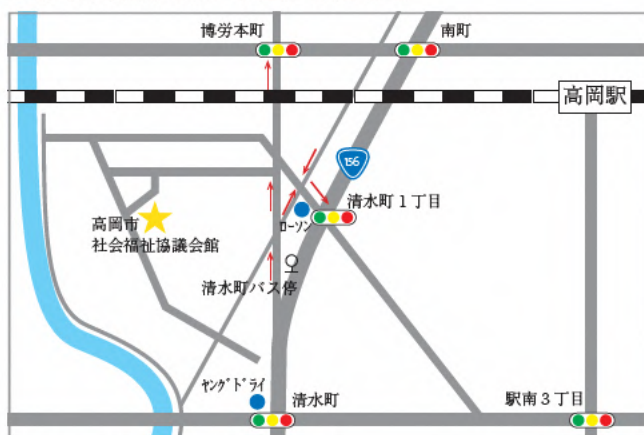 博労本町
南町
高岡駅
156
清水町1丁目
ローソン
高岡市
社会福祉協議会館
清水町バス停
ヤングドライ
清水町
駅南3丁目